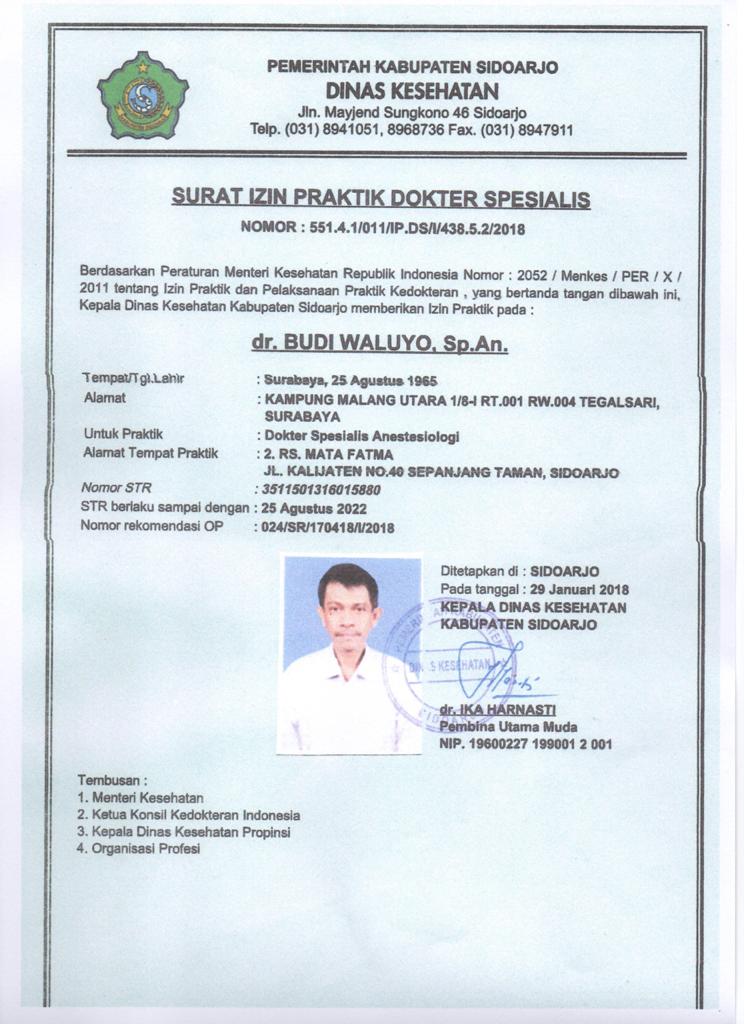 PEMERINTAH KABUPATEN SIDOARJO
DINAS KESEHATAN
Jln. Mayjend Sungkono 46 Sidoarjo
Telp. (031) 8941051, 8968736 Fax. (031) 8947911
SURAT IZIN PRAKTIK DOKTER SPESIALIS
NOMOR : 551.4.1/011/IP.DS/I/438.5.2/2018
Berdasarkan Peraturan Menteri Kesehatan Republik Indonesia Nomor : 2052 / Menkes / PER / X /
2011 tentang Izin Praktik dan Pelaksanaan Praktik Kedokteran , yang bertanda tangan dibawah ini,
Kepala Dinas Kesehatan Kabupaten Sidoarjo memberikan Izin Praktik pada :
dr. BUDI WALUYO, Sp.An.
Tempat/Tgl.Lahir : Surabaya, 25 Agustus 1965
Alamat : KAMPUNG MALANG UTARA 1/8-I RT.001 RW.004 TEGALSARI,
SURABAYA
Untuk Praktik : Dokter Spesialis Anestesiologi
Alamat Tempat Praktik : 2. RS. MATA FATMA
JL. KALIJATEN NO.40 SEPANJANG TAMAN, SIDOARJO
Nomor STR : 3511501316015880
STR berlaku sampai dengan : 25 Agustus 2022
Nomor rekomendasi OP : 024/SR/170418/I/2018
Ditetapkan di : SIDOARJO
Pada tanggal : 29 Januari 2018
KEPALA DINAS KESEHATAN
KABUPATEN SIDOARJO
PEMERINTAH KABUPATEN
DINAS KESEHATAN
SIDOARJO
dr. IKA HARNASTI
Pembina Utama Muda
NIP. 19600227 199001 2 001
Tembusan :
1. Menteri Kesehatan
2. Ketua Konsil Kedokteran Indonesia
3. Kepala Dinas Kesehatan Propinsi
4. Organisasi Profesi